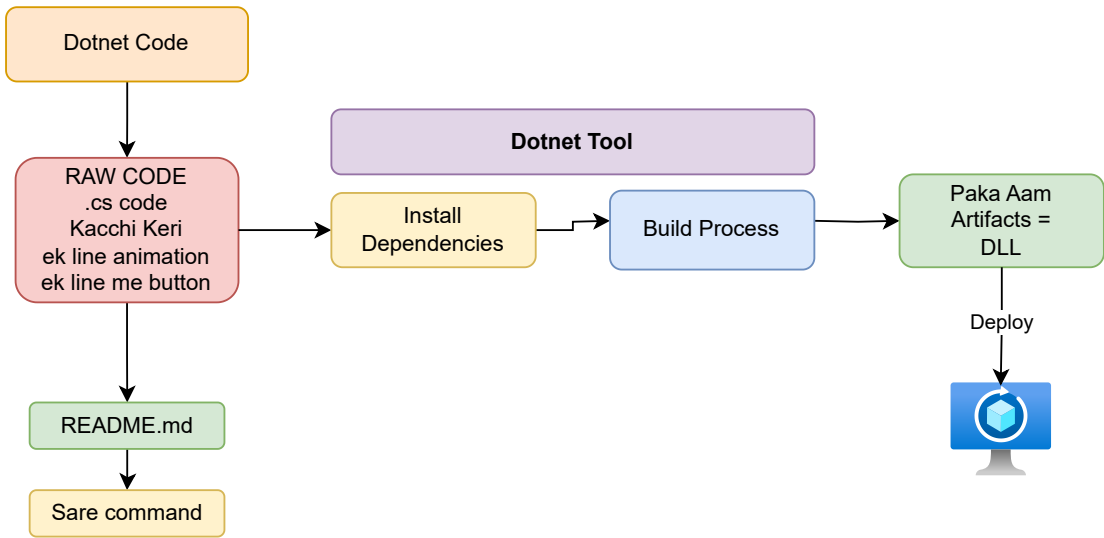 Dotnet Code
RAW CODE
.cs code
Kacchi Keri
ek line animation
ek line me button
Dotnet Tool
Install
Dependencies
Build Process
Paka Aam
Artifacts =
DLL
Deploy
README.md
Sare command